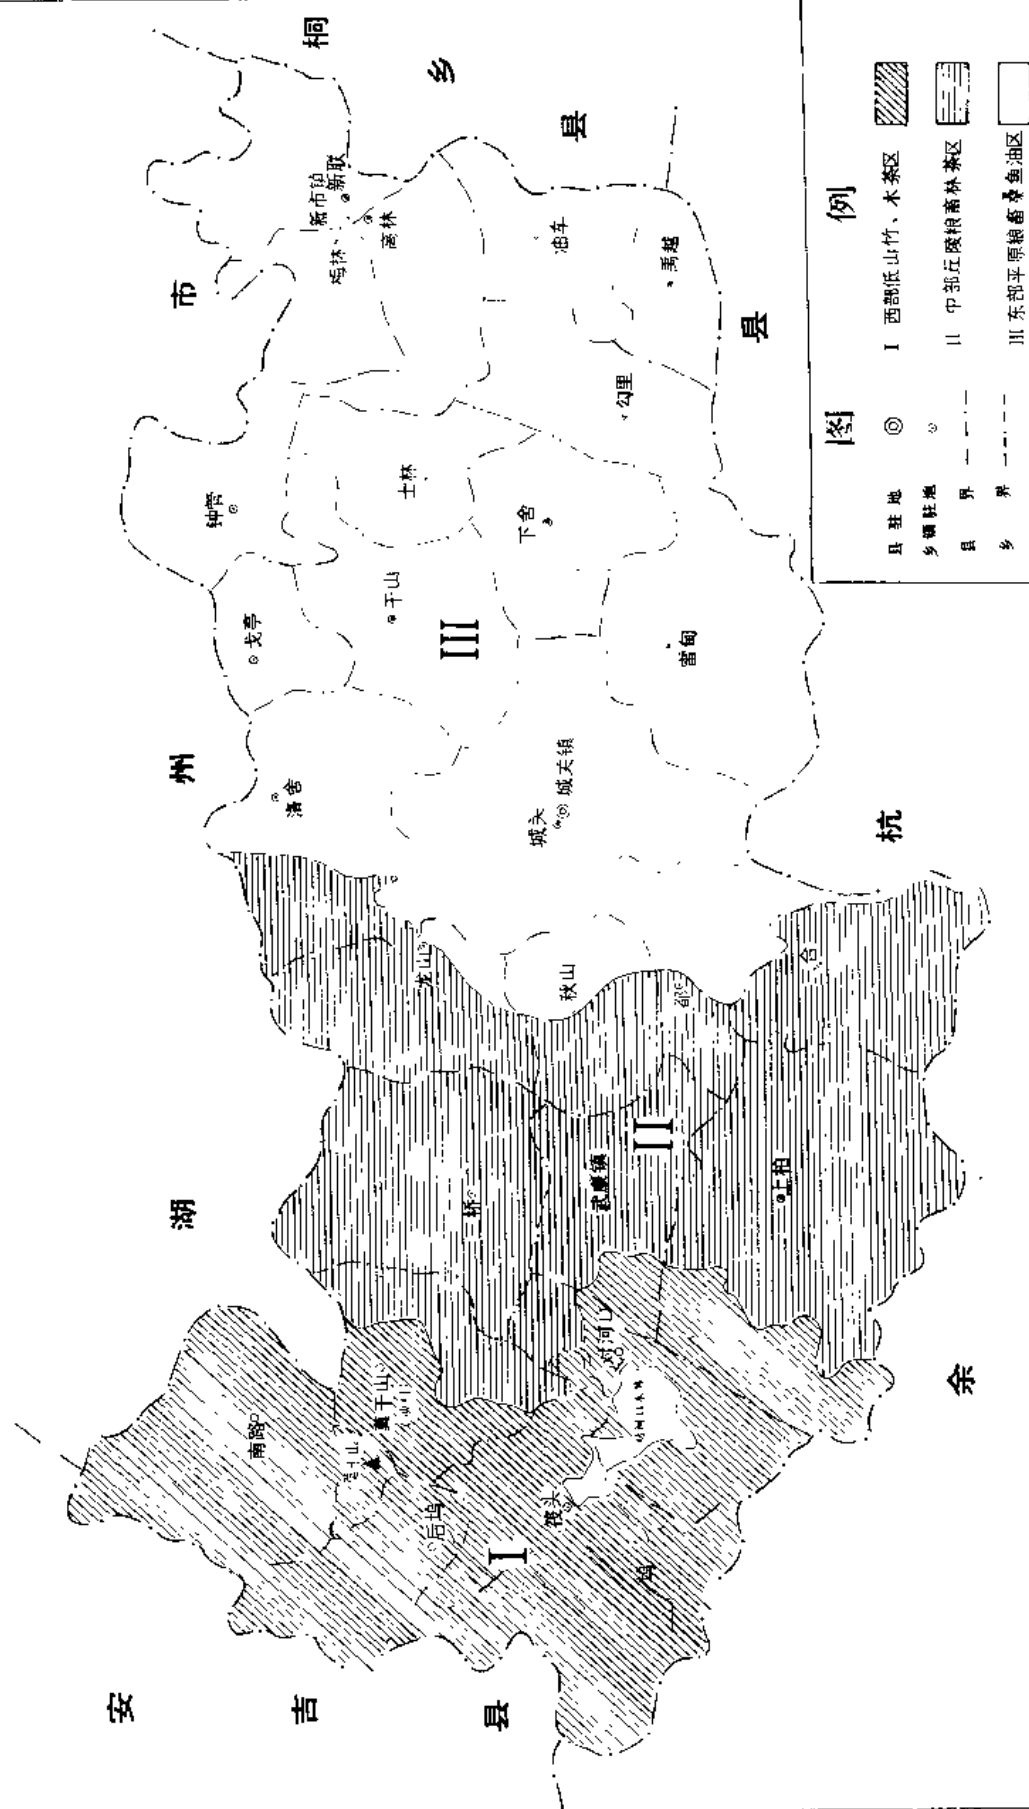 安吉县
湖州市
桐乡县
杭县
余
南路
莫干山
后坞
筏头
对河口
I
桥
武康镇
II
上柏
龙山
秋山
洛舍
戈亭
钟管
干山
III
士林
下舍
城头
城关镇
雷甸
勾里
禹越
新市镇
新联
梅林
高林
图例
县驻地
乡镇驻地
县界
乡界
I 西部低山竹、木茶区
II 中部丘陵粮畜林茶区
III 东部平原粮畜桑鱼油区